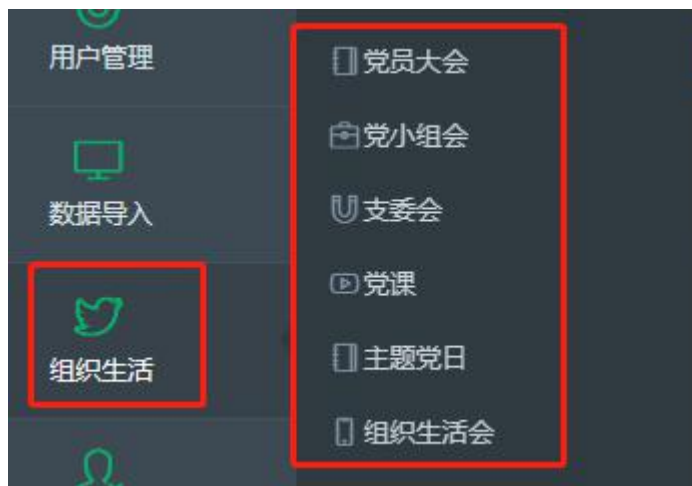 用户管理
数据导入
组织生活
党员大会
党小组会
支委会
党课
主题党日
组织生活会